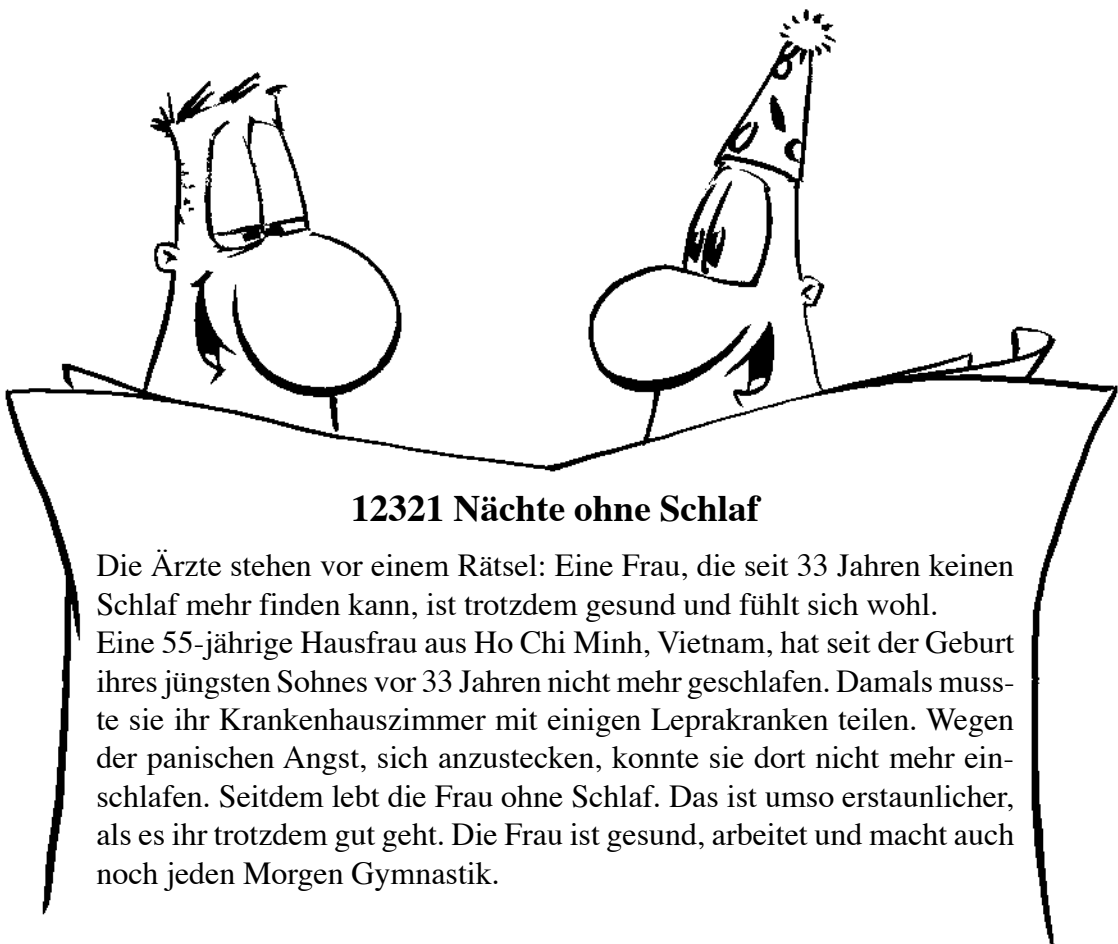 12321 Nächte ohne Schlaf
Die Ärzte stehen vor einem Rätsel: Eine Frau, die seit 33 Jahren keinen
Schlaf mehr finden kann, ist trotzdem gesund und fühlt sich wohl.
Eine 55-jährige Hausfrau aus Ho Chi Minh, Vietnam, hat seit der Geburt
ihres jüngsten Sohnes vor 33 Jahren nicht mehr geschlafen. Damals muss-
te sie ihr Krankenhauszimmer mit einigen Leprakranken teilen. Wegen
der panischen Angst, sich anzustecken, konnte sie dort nicht mehr ein-
schlafen. Seitdem lebt die Frau ohne Schlaf. Das ist umso erstaunlicher,
als es ihr trotzdem gut geht. Die Frau ist gesund, arbeitet und macht auch
noch jeden Morgen Gymnastik.